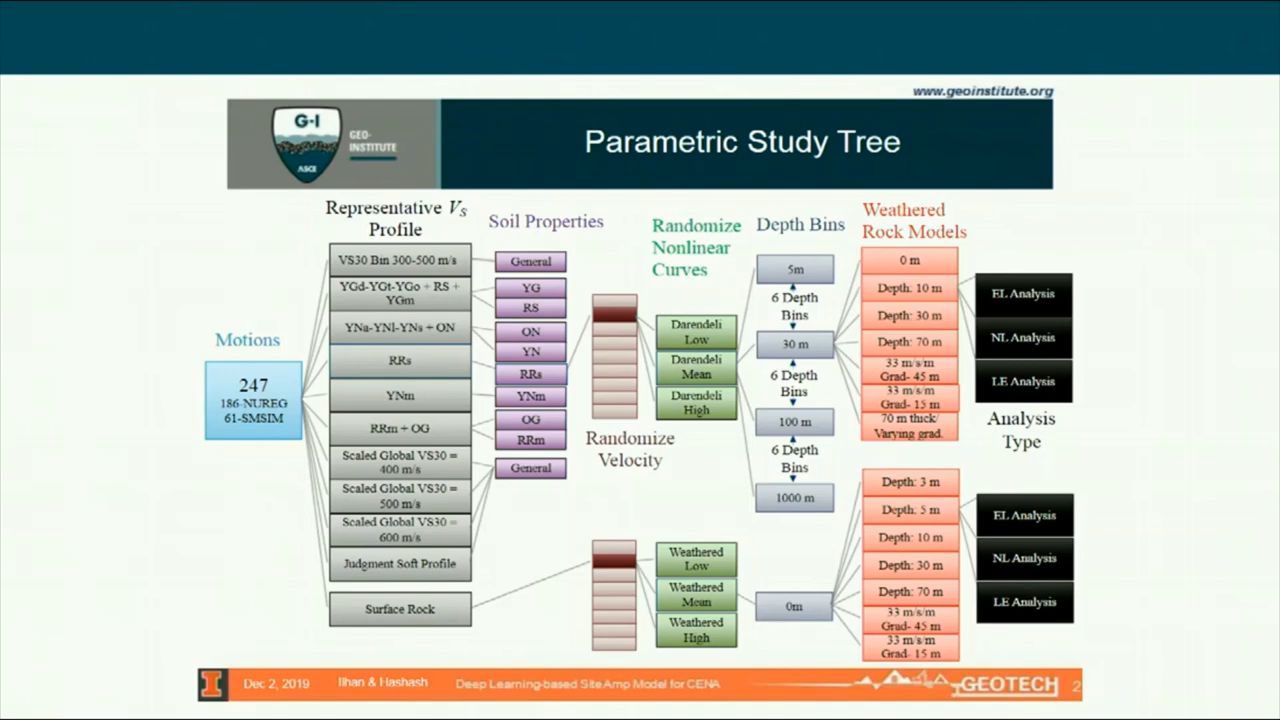 www.geoinstitute.org
G-I
GEO-
INSTITUTE
ASCE
Parametric Study Tree
Motions
247
186-NUREG
61-SMSIM
Representative VS
Profile
VS30 Bin 300-500 m/s
YGd-YGt-YGo + RS +
YGm
YNa-YNl-YNs + ON
RRs
YNm
RRm + OG
Scaled Global VS30 =
400 m/s
Scaled Global VS30 =
500 m/s
Scaled Global VS30 =
600 m/s
Judgment Soft Profile
Surface Rock
Soil Properties
General
YG
RS
ON
YN
RRs
YNm
OG
RRm
General
Randomize
Velocity
Randomize
Nonlinear
Curves
Darendeli
Low
Darendeli
Mean
Darendeli
High
Weathered
Low
Weathered
Mean
Weathered
High
Depth Bins
5m
6 Depth
Bins
30 m
6 Depth
Bins
100 m
6 Depth
Bins
1000 m
0m
Weathered
Rock Models
0 m
Depth: 10 m
Depth: 30 m
Depth: 70 m
33 m/s/m
Grad- 45 m
33 m/s/m
Grad- 15 m
70 m thick/
Varying grad.
Depth: 3 m
Depth: 5 m
Depth: 10 m
Depth: 30 m
Depth: 70 m
33 m/s/m
Grad- 45 m
33 m/s/m
Grad- 15 m
EL Analysis
NL Analysis
LE Analysis
Analysis
Type
EL Analysis
NL Analysis
LE Analysis
I
Dec 2, 2019
Ilhan & Hashash
Deep Learning-based Site Amp Model for CENA
GEOTECH
2